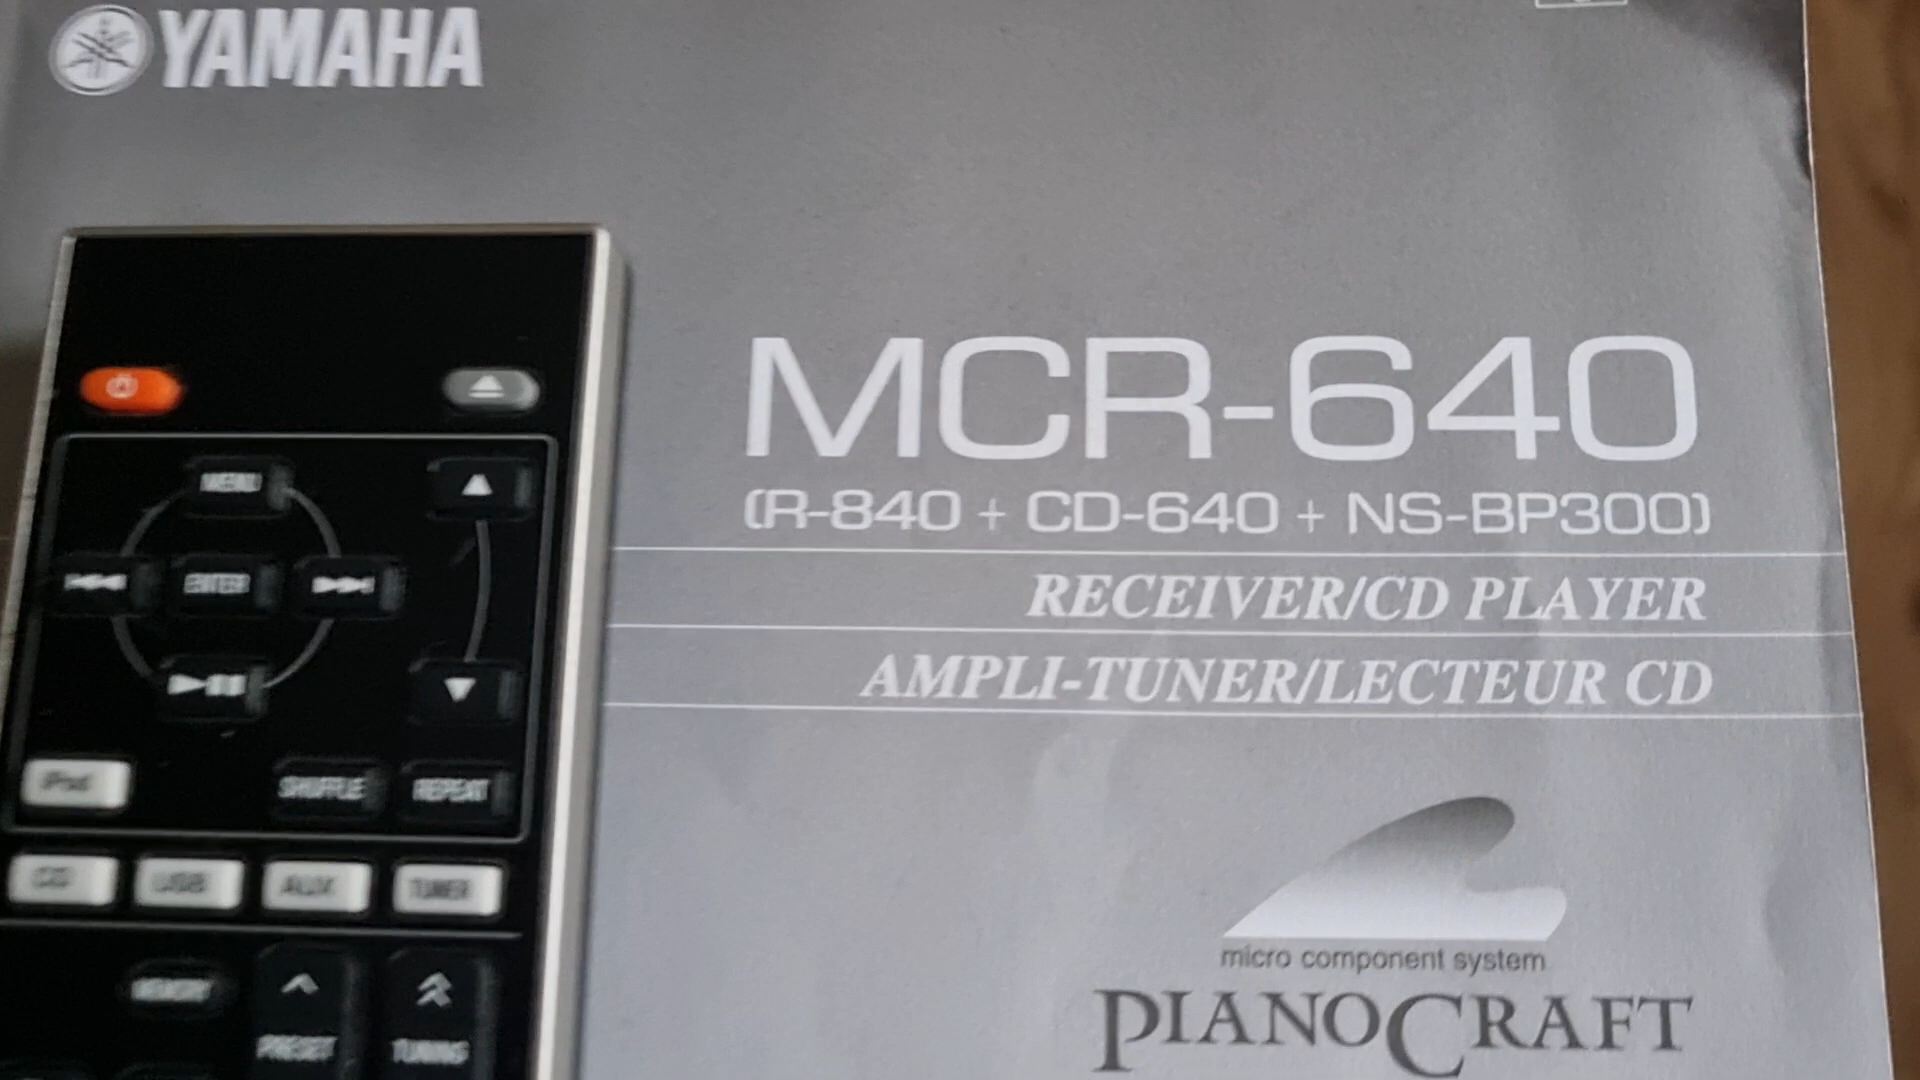 YAMAHA
MCR-640
(R-840 + CD-640 + NS-BP300)
RECEIVER/CD PLAYER
AMPLI-TUNER/LECTEUR CD
micro component system
PIANOCRAFT
MENU
ENTER
iPod
SHUFFLE
REPEAT
CD
USB
AUX
TUNER
MEMORY
PRESET
TUNING